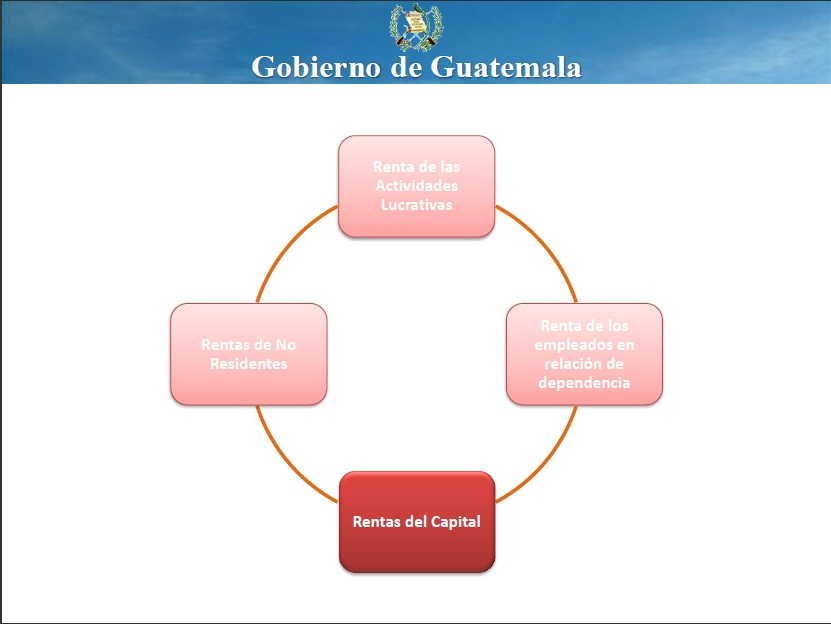 Gobierno de Guatemala
Renta de las
Actividades
Lucrativas
Rentas de No
Residentes
Renta de los
empleados en
relación de
dependencia
Rentas del Capital